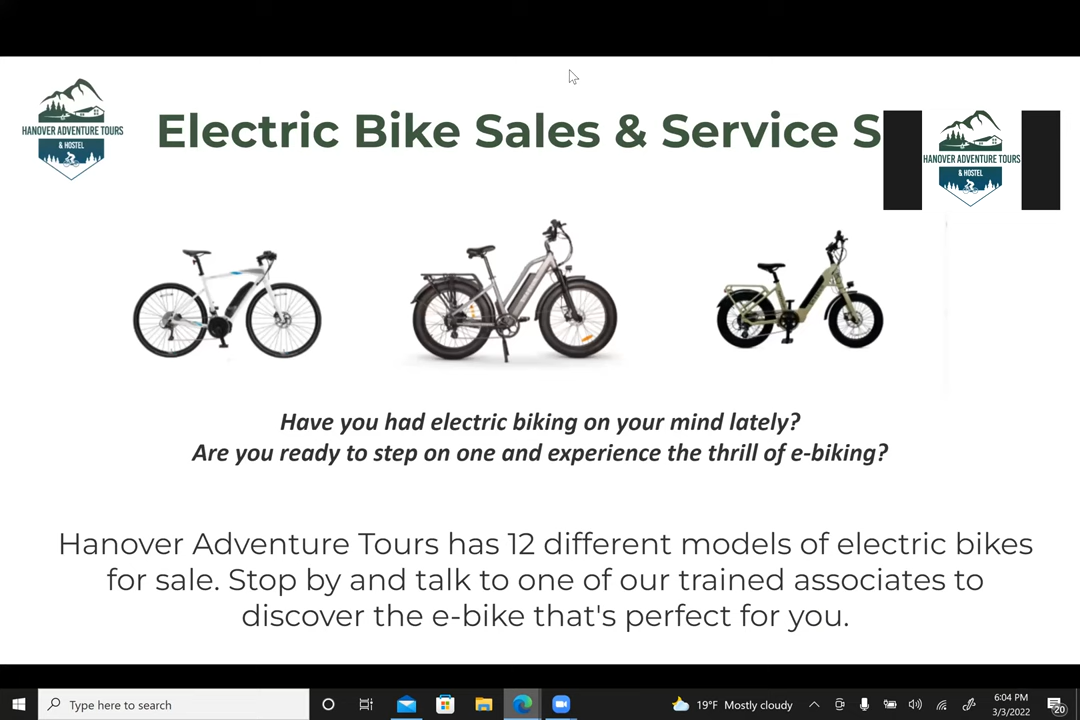 HANOVER ADVENTURE TOURS
& HOSTEL
Electric Bike Sales & Service S
HANOVER ADVENTURE TOURS
& HOSTEL
Have you had electric biking on your mind lately?
Are you ready to step on one and experience the thrill of e-biking?
Hanover Adventure Tours has 12 different models of electric bikes
for sale. Stop by and talk to one of our trained associates to
discover the e-bike that's perfect for you.
Type here to search
19°F Mostly cloudy
6:04 PM
3/3/2022
20